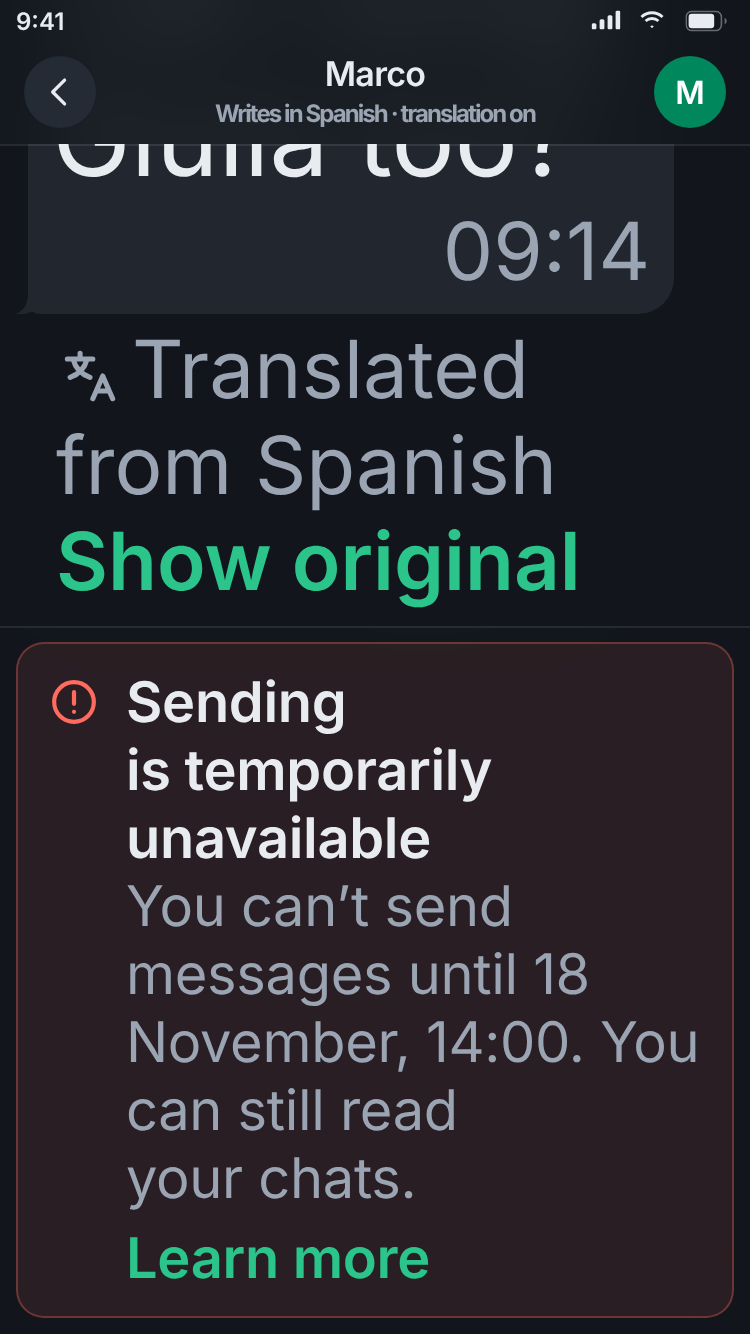 9:41
Marco
Writes in Spanish · translation on
M
Giulia too?
09:14
Translated
from Spanish
Show original
Sending
is temporarily
unavailable
You can’t send
messages until 18
November, 14:00. You
can still read
your chats.
Learn more